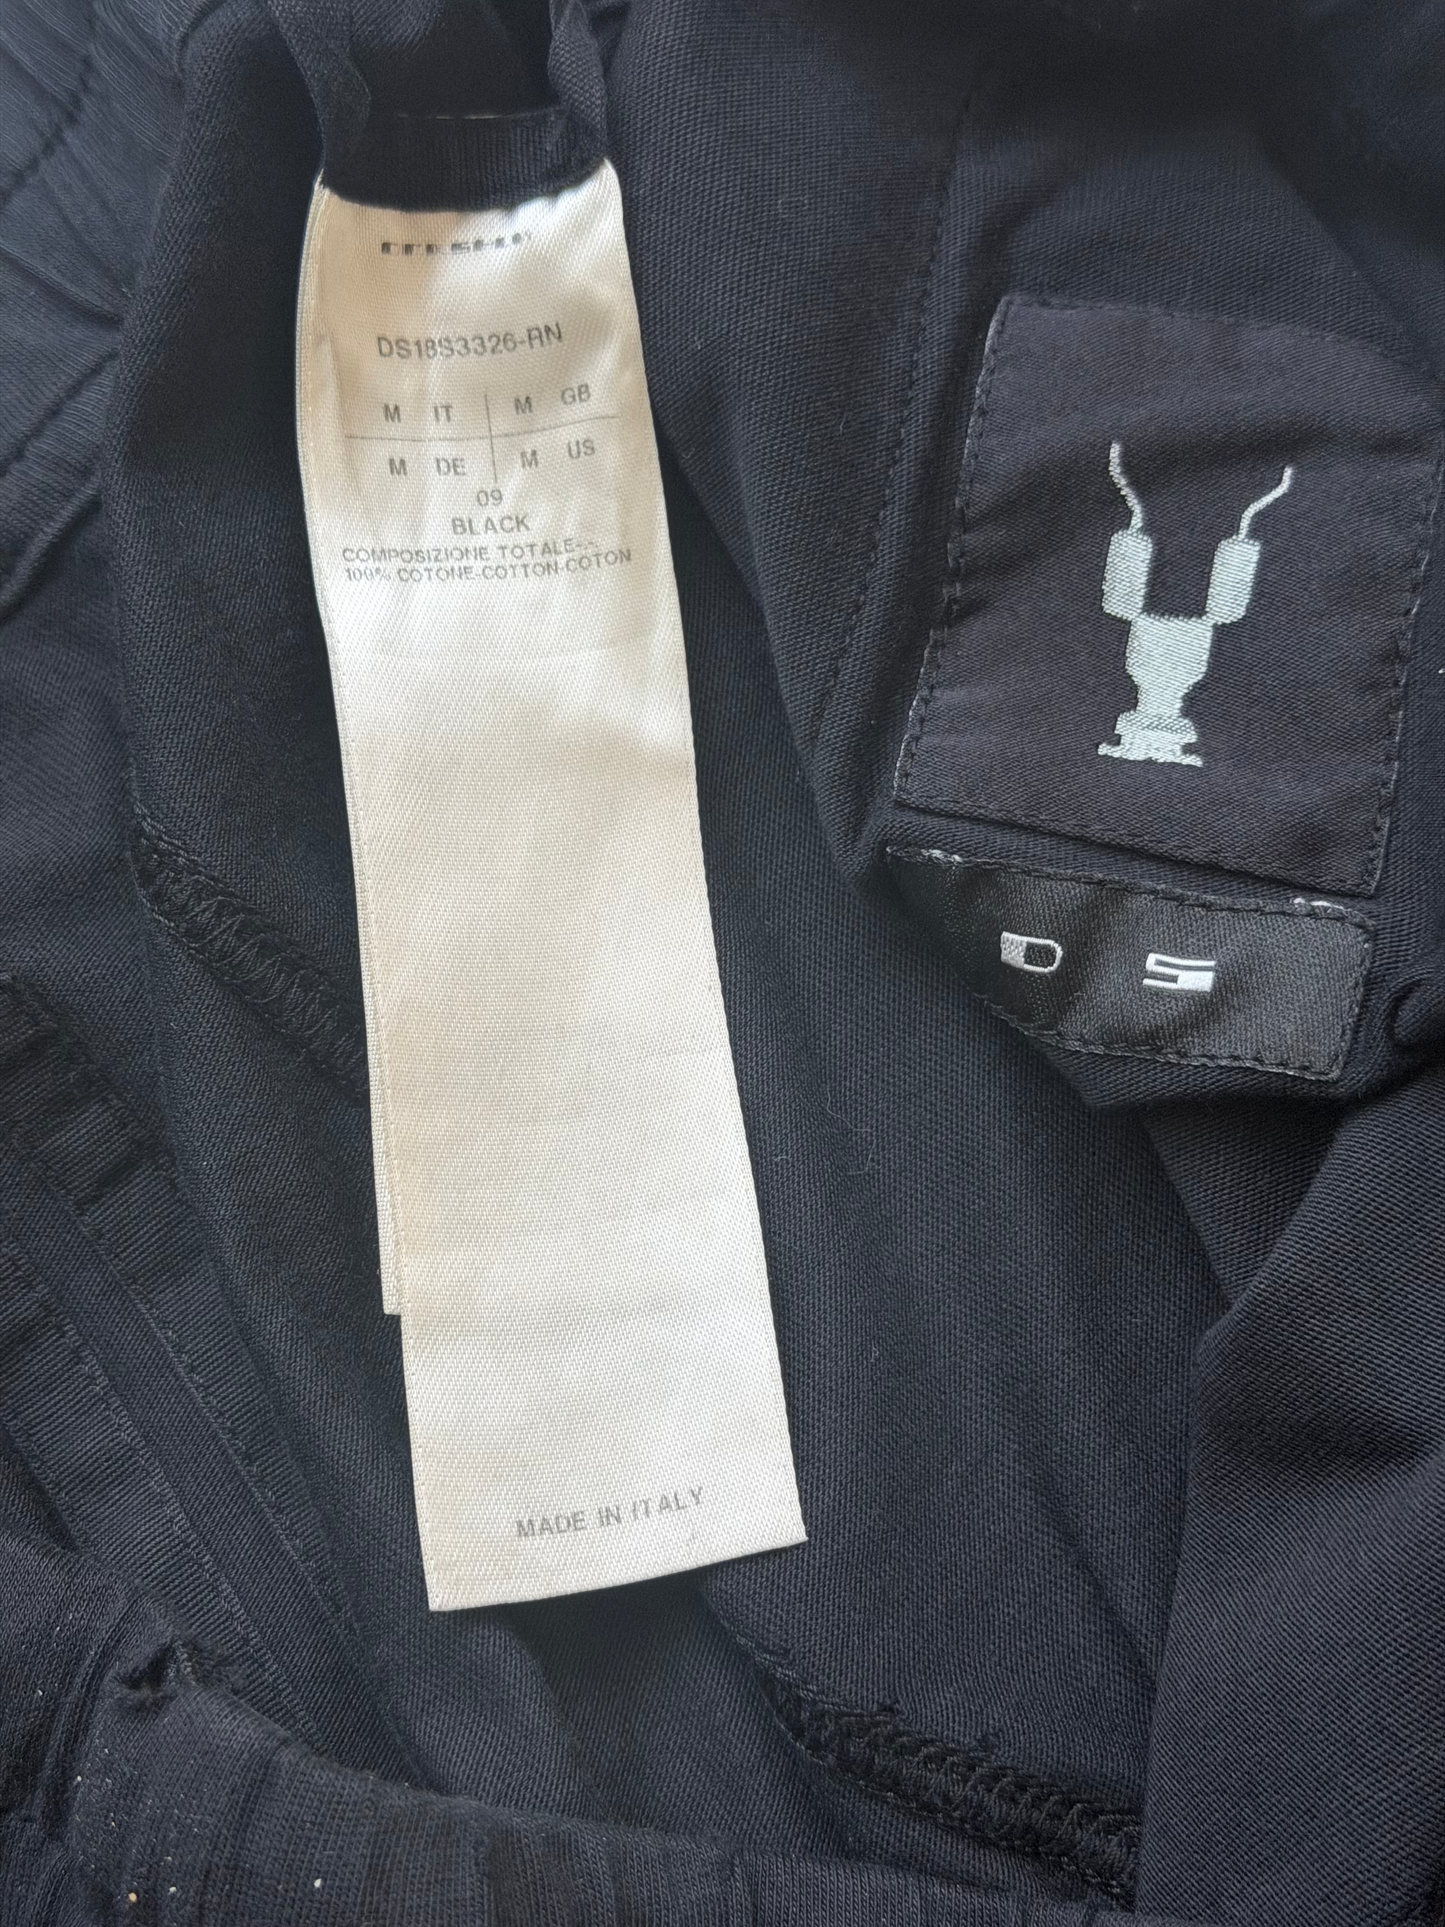 DS18S3326-RN
M IT M GB
M DE M US
09
BLACK
COMPOSIZIONE TOTALE--
100% COTONE-COTTON-COTON
MADE IN ITALY
D S